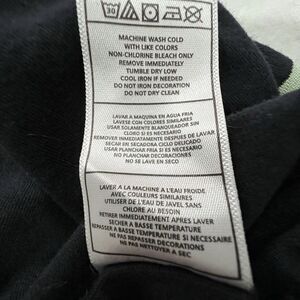 30
MACHINE WASH COLD
WITH LIKE COLORS
NON-CHLORINE BLEACH ONLY
REMOVE IMMEDIATELY
TUMBLE DRY LOW
COOL IRON IF NEEDED
DO NOT IRON DECORATION
DO NOT DRY CLEAN
LAVAR A MAQUINA EN AGUA FRIA
LAVESE CON COLORES SIMILARES
USAR SOLAMENTE BLANQUEADOR SIN
CLORO SI ES NECESARIO
REMOVER INMEDIATAMENTE DESPUES DE LAVAR
SECAR EN SECADORA CICLO DELICADO
USAR PLANCHAR FRIA SI ES NECESARIO
NO PLANCHAR DECORACIONES
NO SE LAVE EN SECO
LAVER A LA MACHINE A L'EAU FROIDE
AVEC COULEURS SIMILAIRES
UTILISER DE L'EAU DE JAVEL SANS
CHLORE AU BESOIN
RETIRER IMMEDIATEMENT APRES LAVER
SECHER A BASSE TEMPERATURE
REPASSER A BASSE TEMPERATURE SI NECESSAIRE
NE PAS REPASSER DECORATIONS
NE PAS NETTOYER A SEC